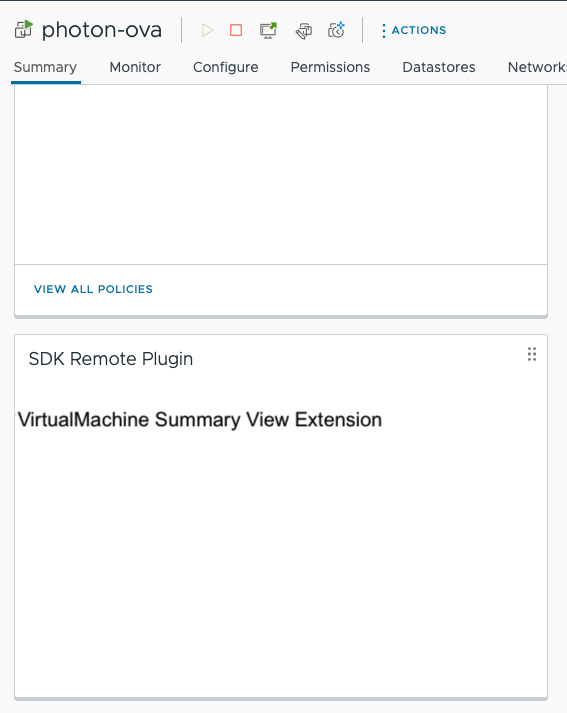 photon-ova
ACTIONS
Summary Monitor Configure Permissions Datastores Network
VIEW ALL POLICIES
SDK Remote Plugin
VirtualMachine Summary View Extension